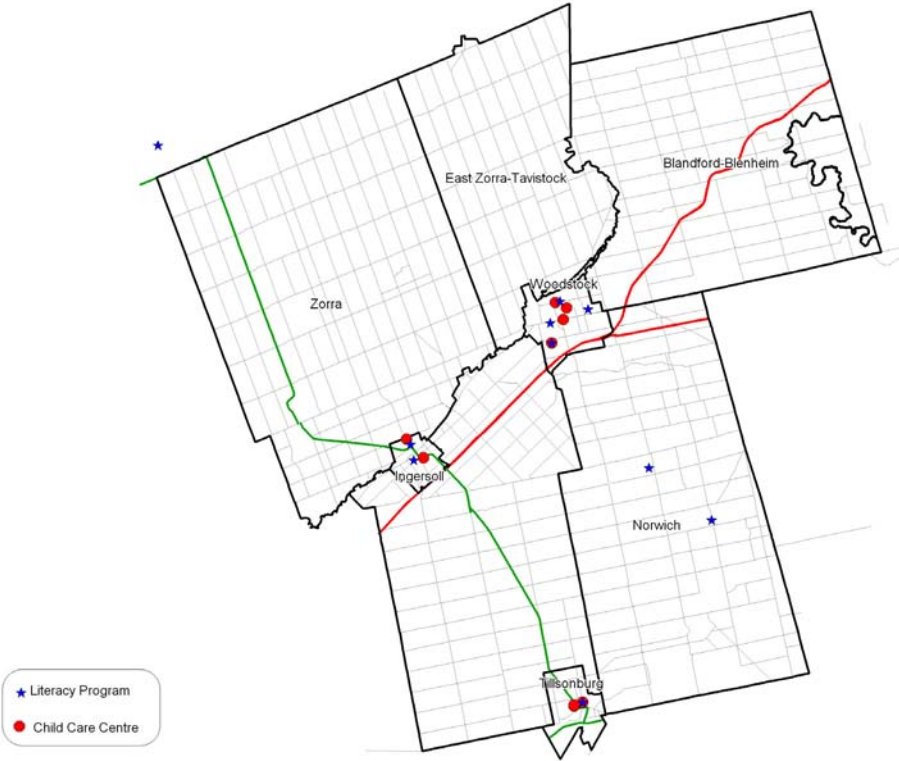 Blandford-Blenheim
East Zorra-Tavistock
Woodstock
Zorra
Ingersoll
Norwich
Tillsonburg
Literacy Program
Child Care Centre